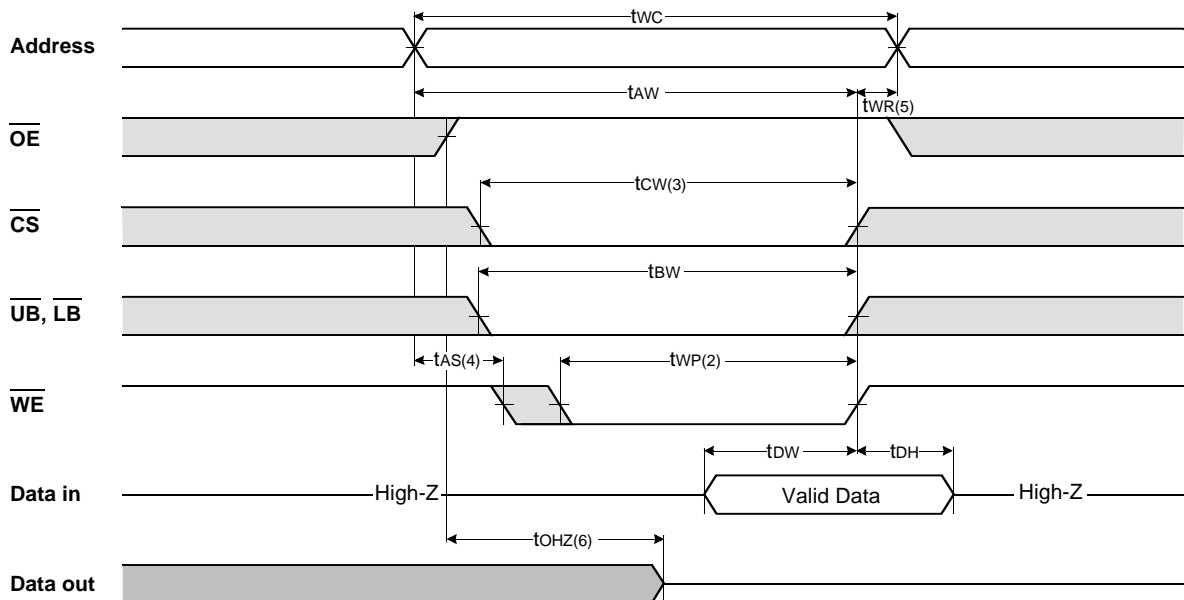 tWC
Address
tAW
tWR(5)
OE
tCW(3)
CS
tBW
UB, LB
tAS(4)
tWP(2)
WE
tDW
tDH
Data in
High-Z
Valid Data
High-Z
tOHZ(6)
Data out